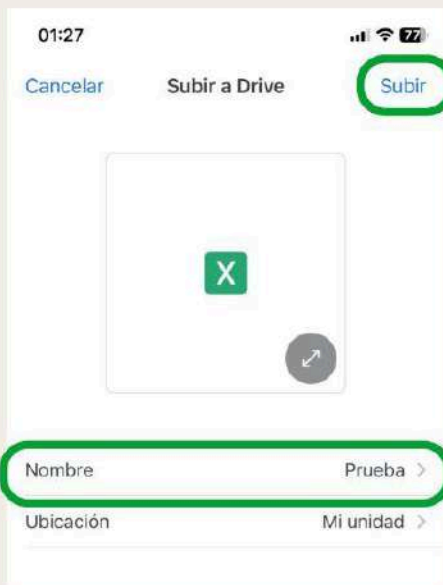 01:27 77
Cancelar Subir a Drive Subir
X
Nombre Prueba >
Ubicación Mi unidad >